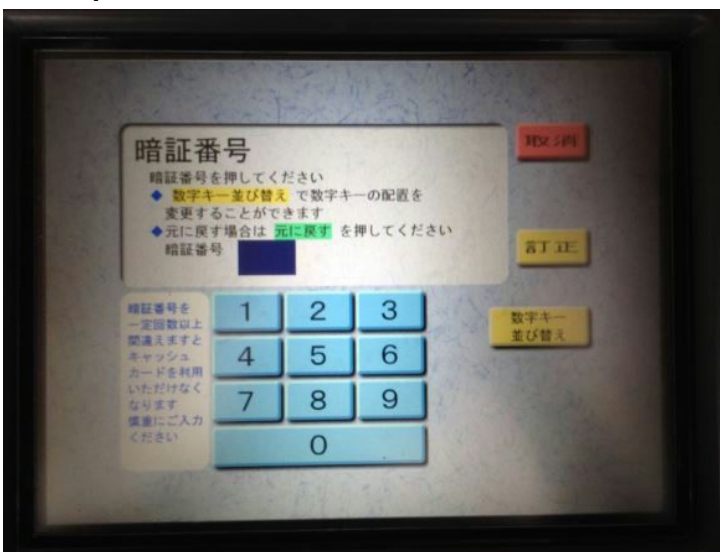 暗証番号
暗証番号を押してください
◆ 数字キー並び替え で数字キーの配置を
変更することができます
◆元に戻す場合は 元に戻す を押してください
暗証番号
取消
訂正
数字キー
並び替え
暗証番号を
一定回数以上
間違えますと
キャッシュ
カードを利用
いただけなく
なります
慎重にご入力
ください
1 2 3
4 5 6
7 8 9
0